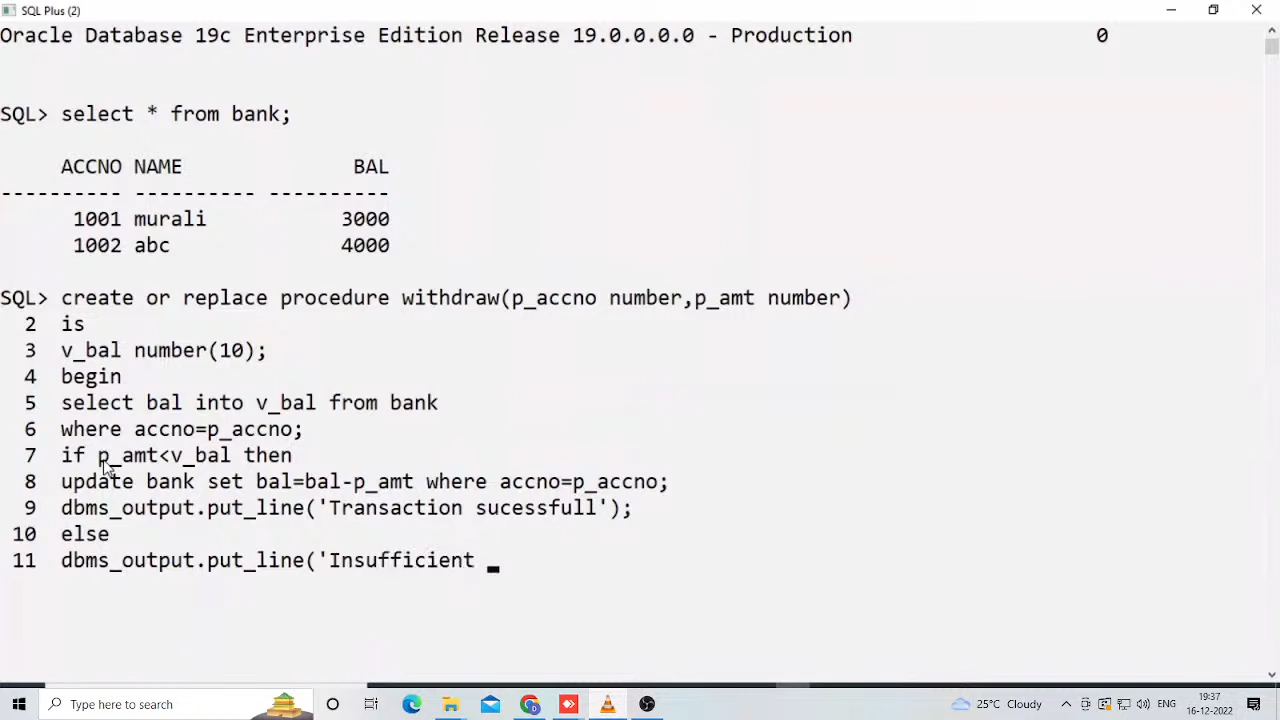 SQL Plus (2)
Oracle Database 19c Enterprise Edition Release 19.0.0.0.0 - Production 0
SQL> select * from bank;
ACCNO NAME BAL
---------- ---------- ----------
1001 murali 3000
1002 abc 4000
SQL> create or replace procedure withdraw(p_accno number,p_amt number)
2 is
3 v_bal number(10);
4 begin
5 select bal into v_bal from bank
6 where accno=p_accno;
7 if p_amt<v_bal then
8 update bank set bal=bal-p_amt where accno=p_accno;
9 dbms_output.put_line('Transaction sucessfull');
10 else
11 dbms_output.put_line('Insufficient _
Type here to search
25°C Cloudy
19:37
16-12-2022